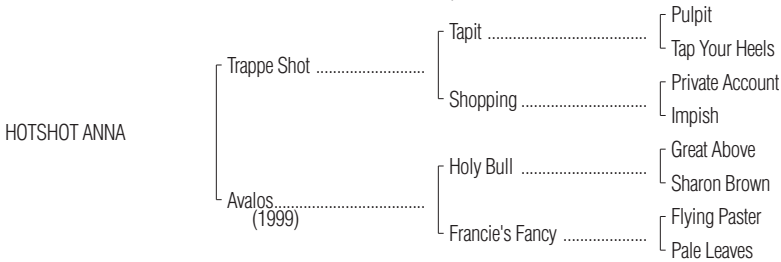 Pulpit
Tapit ........................................
Tap Your Heels
Trappe Shot ...........................
Private Account
Shopping ................................
Impish
HOTSHOT ANNA
Great Above
Holy Bull ................................
Sharon Brown
Avalos......................................
(1999)
Flying Paster
Francie's Fancy .....................
Pale Leaves